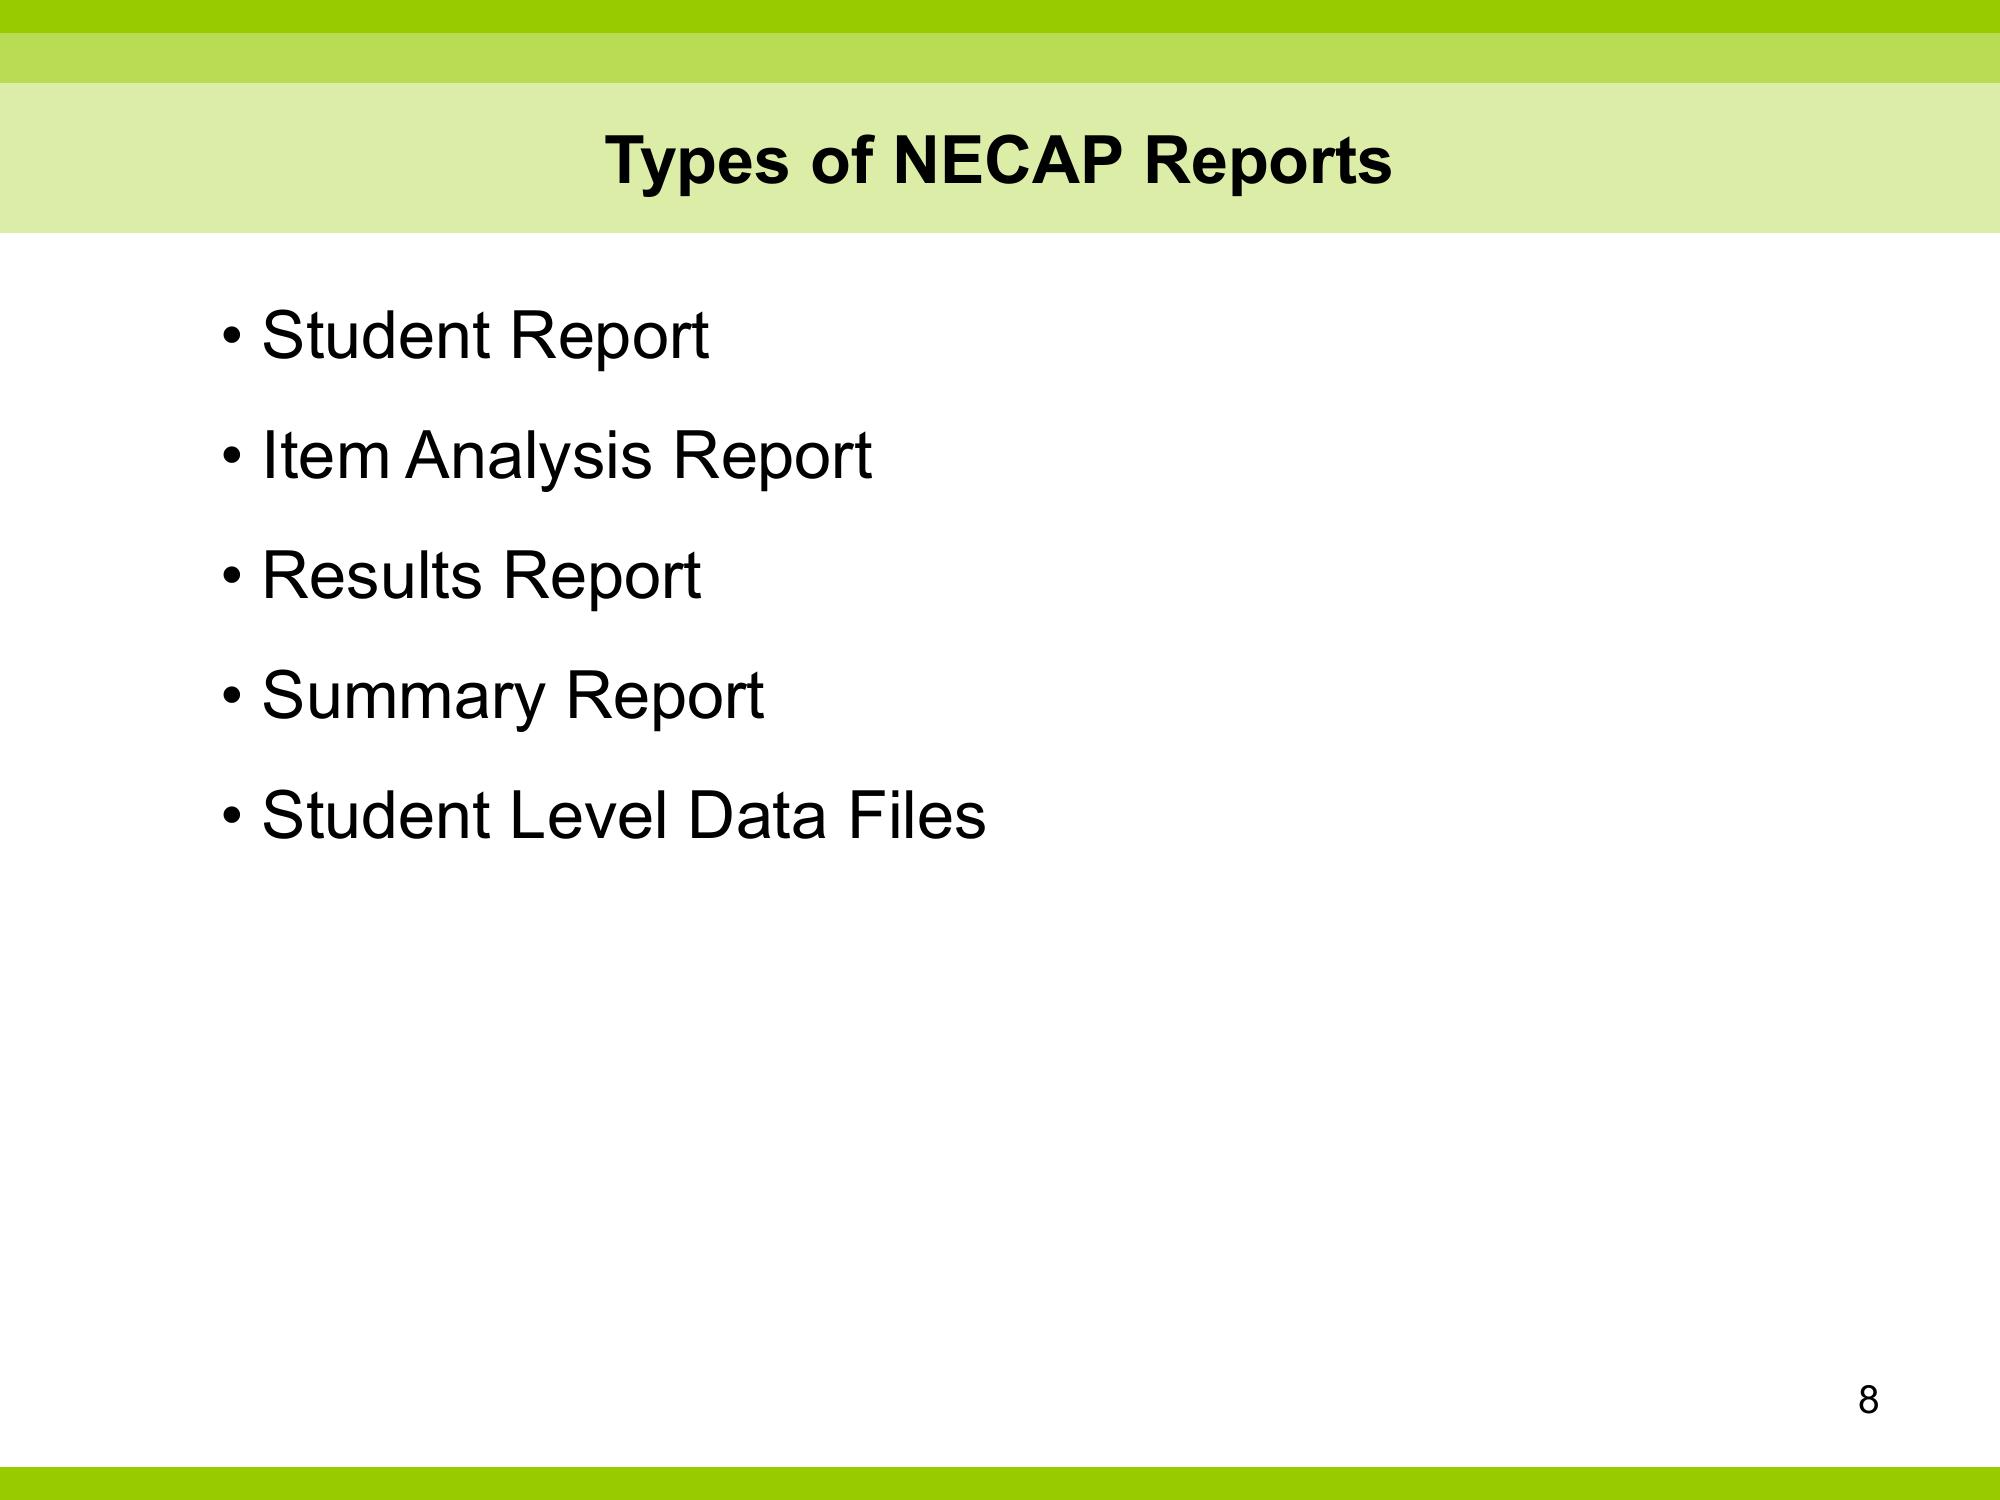 Types of NECAP Reports
• Student Report
• Item Analysis Report
• Results Report
• Summary Report
• Student Level Data Files
8